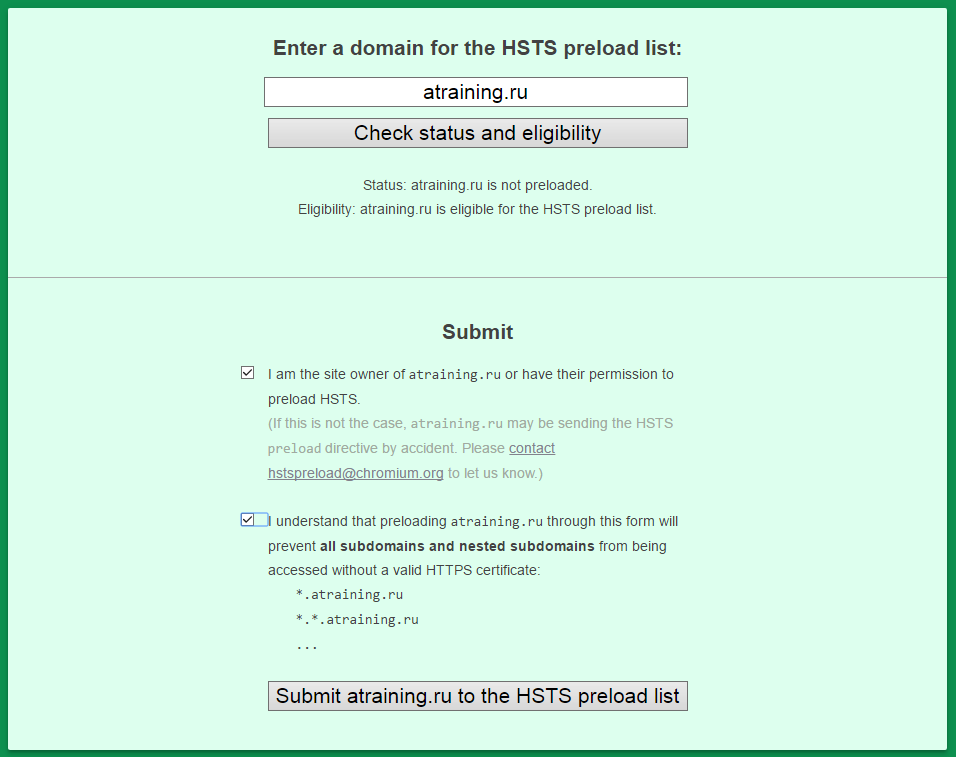 Enter a domain for the HSTS preload list:
atraining.ru
Check status and eligibility
Status: atraining.ru is not preloaded.
Eligibility: atraining.ru is eligible for the HSTS preload list.
Submit
I am the site owner of atraining.ru or have their permission to
preload HSTS.
(If this is not the case, atraining.ru may be sending the HSTS
preload directive by accident. Please contact
hstspreload@chromium.org to let us know.)
I understand that preloading atraining.ru through this form will
prevent all subdomains and nested subdomains from being
accessed without a valid HTTPS certificate:
*.atraining.ru
*.*.atraining.ru
...
Submit atraining.ru to the HSTS preload list